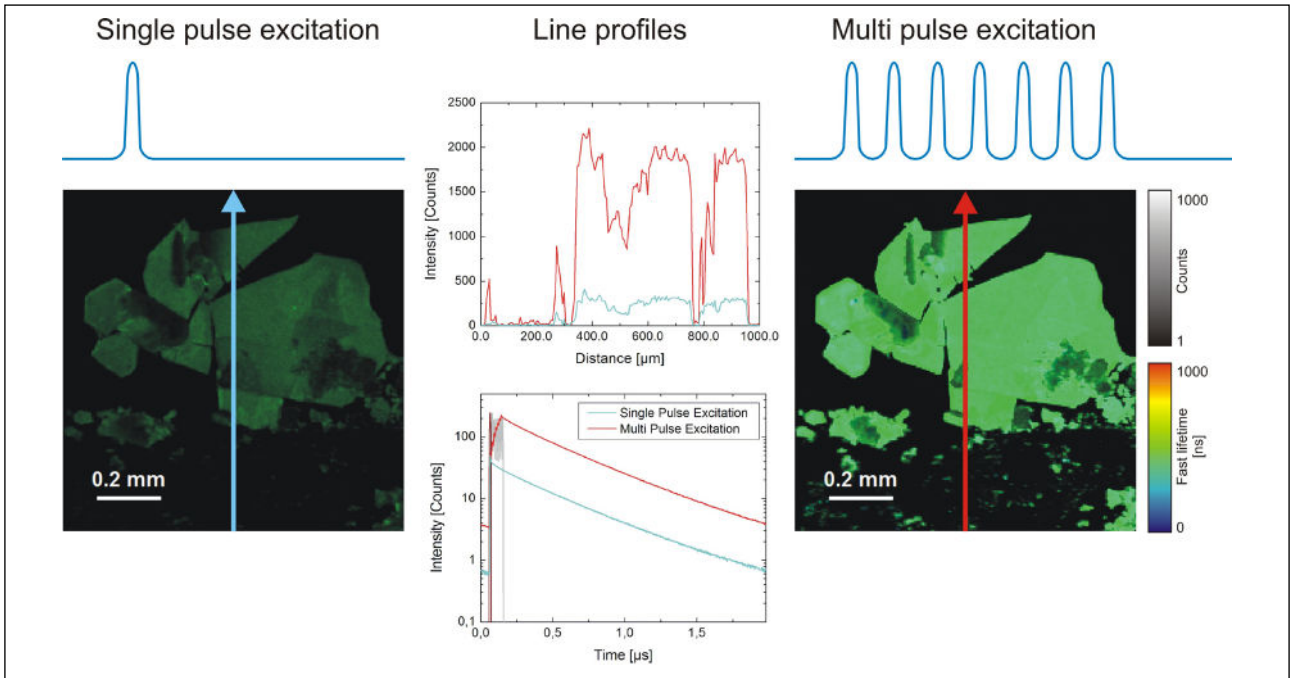 Single pulse excitation
Line profiles
Multi pulse excitation
2500
2000
1500
1000
500
0
Intensity [Counts]
0.0
200.0
400.0
600.0
800.0
1000.0
Distance [µm]
0.2 mm
Single Pulse Excitation
Multi Pulse Excitation
100
10
1
0,1
Intensity [Counts]
0,0
0,5
1,0
1,5
Time [µs]
0.2 mm
1000
Counts
1
1000
Fast lifetime
[ns]
0